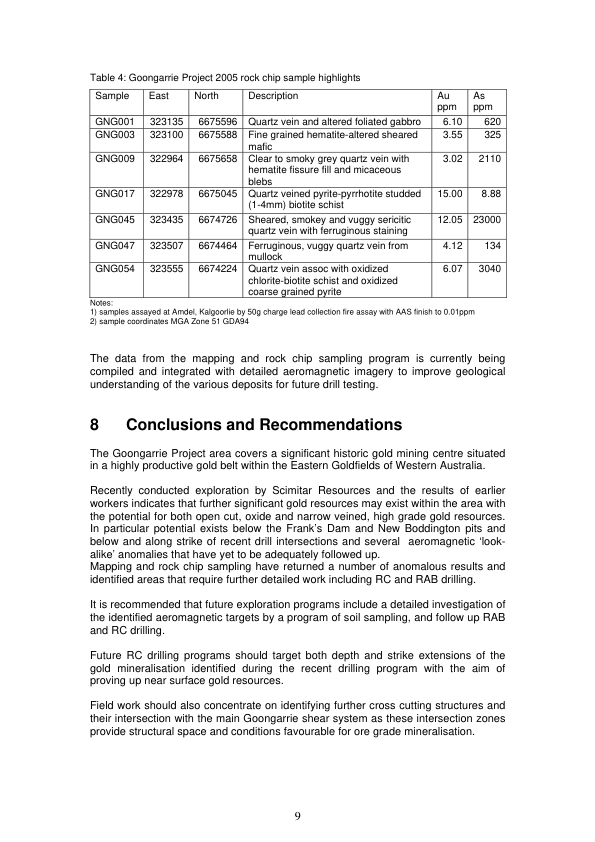 Table 4: Goongarrie Project 2005 rock chip sample highlights
Sample East North Description Au ppm As ppm
GNG001 323135 6675596 Quartz vein and altered foliated gabbro 6.10 620
GNG003 323100 6675588 Fine grained hematite-altered sheared 3.55 325
mafic
GNG009 322964 6675658 Clear to smoky grey quartz vein with 3.02 2110
hematite fissure fill and micaceous
blebs
GNG017 322978 6675045 Quartz veined pyrite-pyrrhotite studded 15.00 8.88
(1-4mm) biotite schist
GNG045 323435 6674726 Sheared, smokey and vuggy sericitic 12.05 23000
quartz vein with ferruginous staining
GNG047 323507 6674464 Ferruginous, vuggy quartz vein from 4.12 134
mullock
GNG054 323555 6674224 Quartz vein assoc with oxidized 6.07 3040
chlorite-biotite schist and oxidized
coarse grained pyrite
Notes:
1) samples assayed at Amdel, Kalgoorlie by 50g charge lead collection fire assay with AAS finish to 0.01ppm
2) sample coordinates MGA Zone 51 GDA94
The data from the mapping and rock chip sampling program is currently being
compiled and integrated with detailed aeromagnetic imagery to improve geological
understanding of the various deposits for future drill testing.
8 Conclusions and Recommendations
The Goongarrie Project area covers a significant historic gold mining centre situated
in a highly productive gold belt within the Eastern Goldfields of Western Australia.
Recently conducted exploration by Scimitar Resources and the results of earlier
workers indicates that further significant gold resources may exist within the area with
the potential for both open cut, oxide and narrow veined, high grade gold resources.
In particular potential exists below the Frank's Dam and New Boddington pits and
below and along strike of recent drill intersections and several aeromagnetic 'look-
alike' anomalies that have yet to be adequately followed up.
Mapping and rock chip sampling have returned a number of anomalous results and
identified areas that require further detailed work including RC and RAB drilling.
It is recommended that future exploration programs include a detailed investigation of
the identified aeromagnetic targets by a program of soil sampling, and follow up RAB
and RC drilling.
Future RC drilling programs should target both depth and strike extensions of the
gold mineralisation identified during the recent drilling program with the aim of
proving up near surface gold resources.
Field work should also concentrate on identifying further cross cutting structures and
their intersection with the main Goongarrie shear system as these intersection zones
provide structural space and conditions favourable for ore grade mineralisation.
9